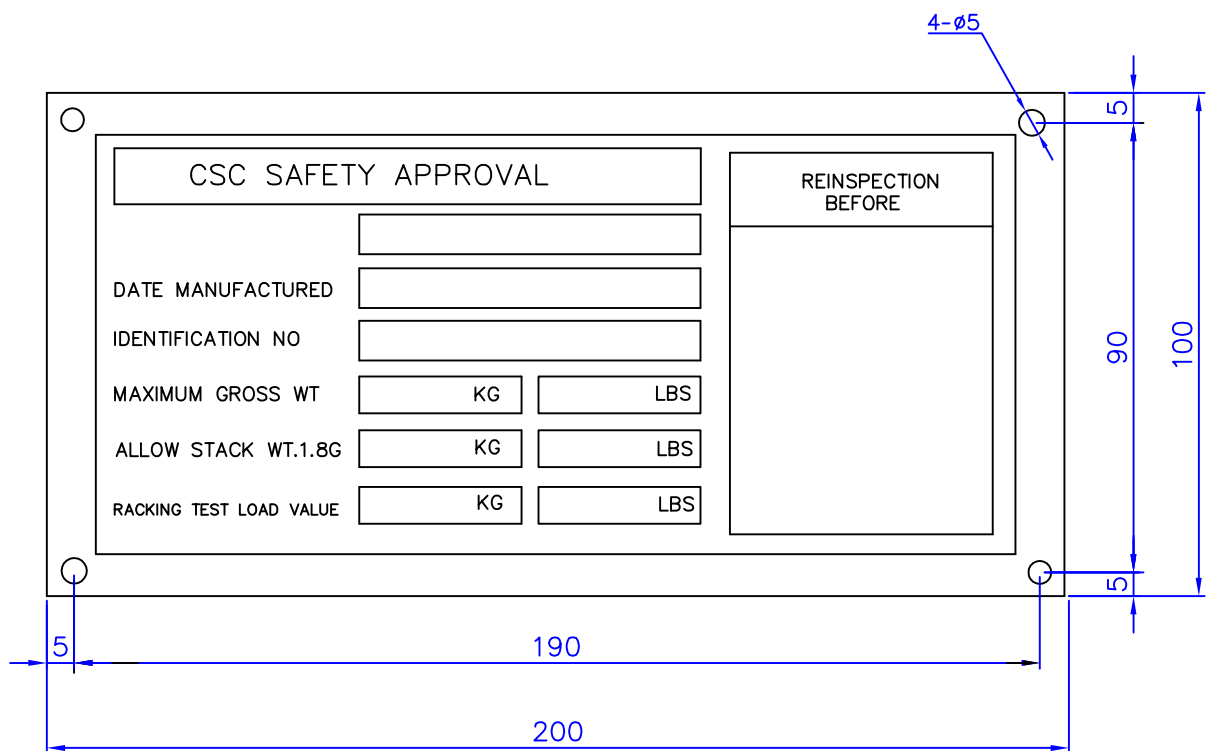 4-ø5
CSC SAFETY APPROVAL
REINSPECTION
BEFORE
DATE MANUFACTURED
IDENTIFICATION NO
MAXIMUM GROSS WT
KG
LBS
ALLOW STACK WT.1.8G
KG
LBS
RACKING TEST LOAD VALUE
KG
LBS
5
90
100
5
5
190
200